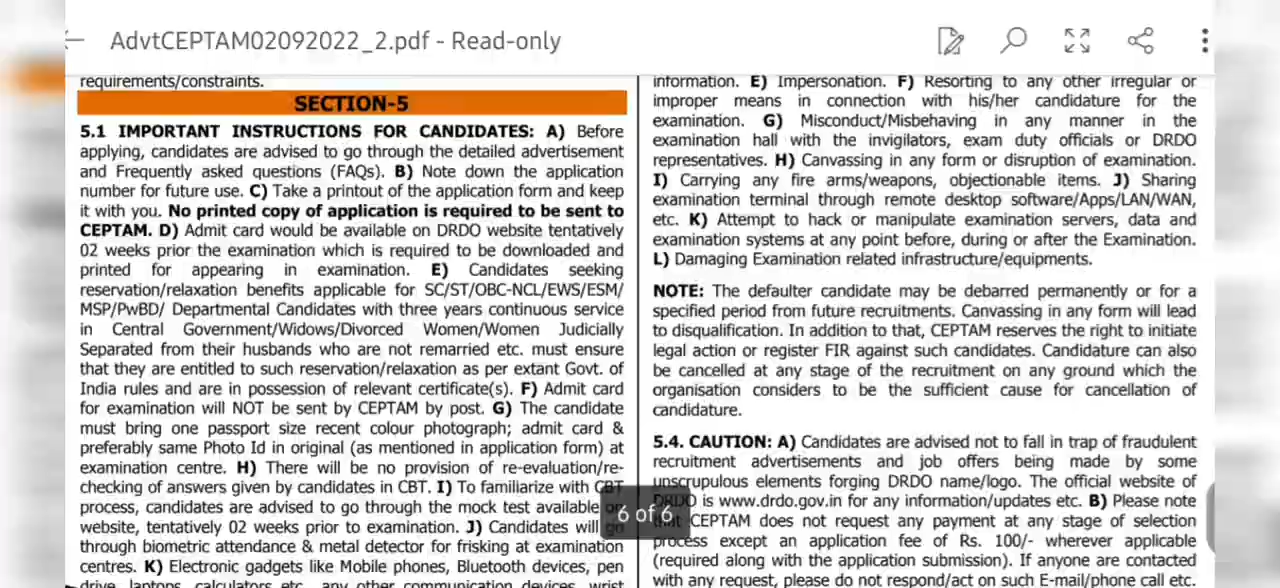 AdvtCEPTAM02092022_2.pdf - Read-only
requirements/constraints.
SECTION-5
5.1 IMPORTANT INSTRUCTIONS FOR CANDIDATES: A) Before
applying, candidates are advised to go through the detailed advertisement
and Frequently asked questions (FAQs). B) Note down the application
number for future use. C) Take a printout of the application form and keep
it with you. No printed copy of application is required to be sent to
CEPTAM. D) Admit card would be available on DRDO website tentatively
02 weeks prior the examination which is required to be downloaded and
printed for appearing in examination. E) Candidates seeking
reservation/relaxation benefits applicable for SC/ST/OBC-NCL/EWS/ESM/
MSP/PwBD/ Departmental Candidates with three years continuous service
in Central Government/Widows/Divorced Women/Women Judicially
Separated from their husbands who are not remarried etc. must ensure
that they are entitled to such reservation/relaxation as per extant Govt. of
India rules and are in possession of relevant certificate(s). F) Admit card
for examination will NOT be sent by CEPTAM by post. G) The candidate
must bring one passport size recent colour photograph; admit card &
preferably same Photo Id in original (as mentioned in application form) at
examination centre. H) There will be no provision of re-evaluation/re-
checking of answers given by candidates in CBT. I) To familiarize with CBT
process, candidates are advised to go through the mock test available
website, tentatively 02 weeks prior to examination. J) Candidates will
through biometric attendance & metal detector for frisking at examination
centres. K) Electronic gadgets like Mobile phones, Bluetooth devices, pen
drive, laptops, calculators etc., any other communication devices, wrist
information. E) Impersonation. F) Resorting to any other irregular or
improper means in connection with his/her candidature for the
examination. G) Misconduct/Misbehaving in any manner in the
examination hall with the invigilators, exam duty officials or DRDO
representatives. H) Canvassing in any form or disruption of examination.
I) Carrying any fire arms/weapons, objectionable items. J) Sharing
examination terminal through remote desktop software/Apps/LAN/WAN,
etc. K) Attempt to hack or manipulate examination servers, data and
examination systems at any point before, during or after the Examination.
L) Damaging Examination related infrastructure/equipments.
NOTE: The defaulter candidate may be debarred permanently or for a
specified period from future recruitments. Canvassing in any form will lead
to disqualification. In addition to that, CEPTAM reserves the right to initiate
legal action or register FIR against such candidates. Candidature can also
be cancelled at any stage of the recruitment on any ground which the
organisation considers to be the sufficient cause for cancellation of
candidature.
5.4. CAUTION: A) Candidates are advised not to fall in trap of fraudulent
recruitment advertisements and job offers being made by some
unscrupulous elements forging DRDO name/logo. The official website of
DRDO is www.drdo.gov.in for any information/updates etc. B) Please note
CEPTAM does not request any payment at any stage of selection
process except an application fee of Rs. 100/- wherever applicable
(required along with the application submission). If anyone are contacted
with any request, please do not respond/act on such E-mail/phone call etc.
6 of 6